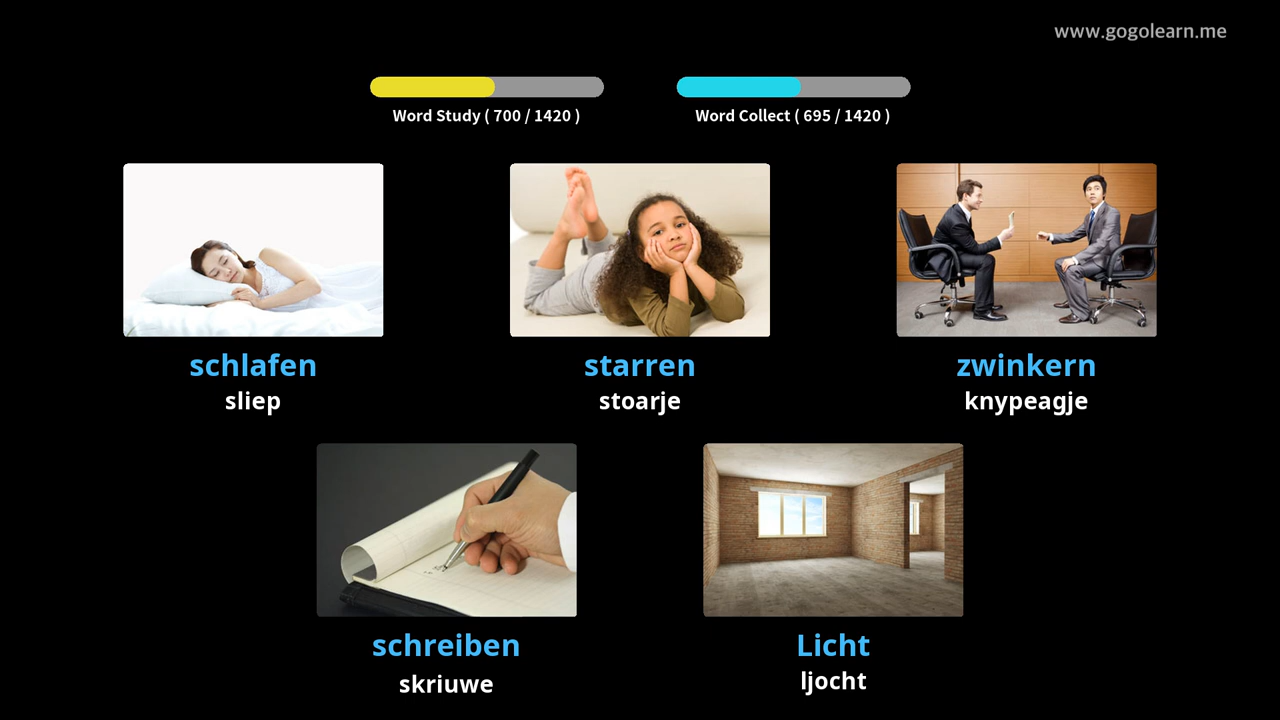 www.gogolearn.me
Word Study ( 700 / 1420 )
Word Collect ( 695 / 1420 )
schlafen
sliep
starren
stoarje
zwinkern
knypeagje
schreiben
skriuwe
Licht
ljocht